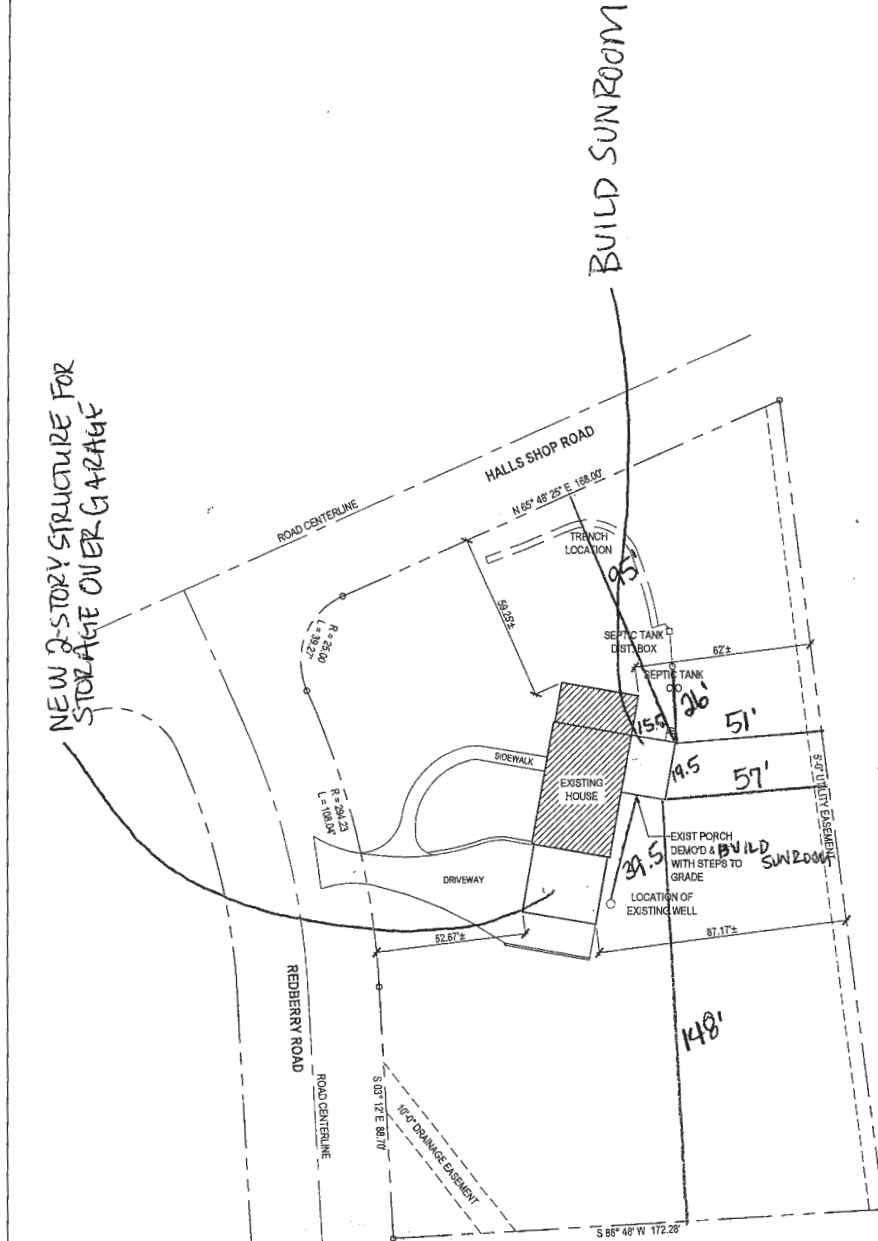 NEW 2-STORY STRUCTURE FOR
STORAGE OVER GARAGE
BUILD SUNROOM
ROAD CENTERLINE
HALLS SHOP ROAD
N 65° 48' 25" E 168.00'
TRENCH
LOCATION
95'
59.25'±
R = 25.00
L = 39.27'
SEPTIC TANK
DIST. BOX
62'±
SEPTIC TANK
C/O
26'
15.5
51'
19.5
57'
SIDEWALK
EXISTING
HOUSE
R = 294.23
L = 108.04'
5'-0" UTILITY EASEMENT
EXIST PORCH
DEMO'D & BUILD
WITH STEPS TO SUNROOM
GRADE
39.5
DRIVEWAY
LOCATION OF
EXISTING WELL
52.67'±
87.17'±
REDBERRY ROAD
148'
ROAD CENTERLINE
S 03° 12' E 88.70'
10'-0" DRAINAGE EASEMENT
S 86° 48' W 172.28'